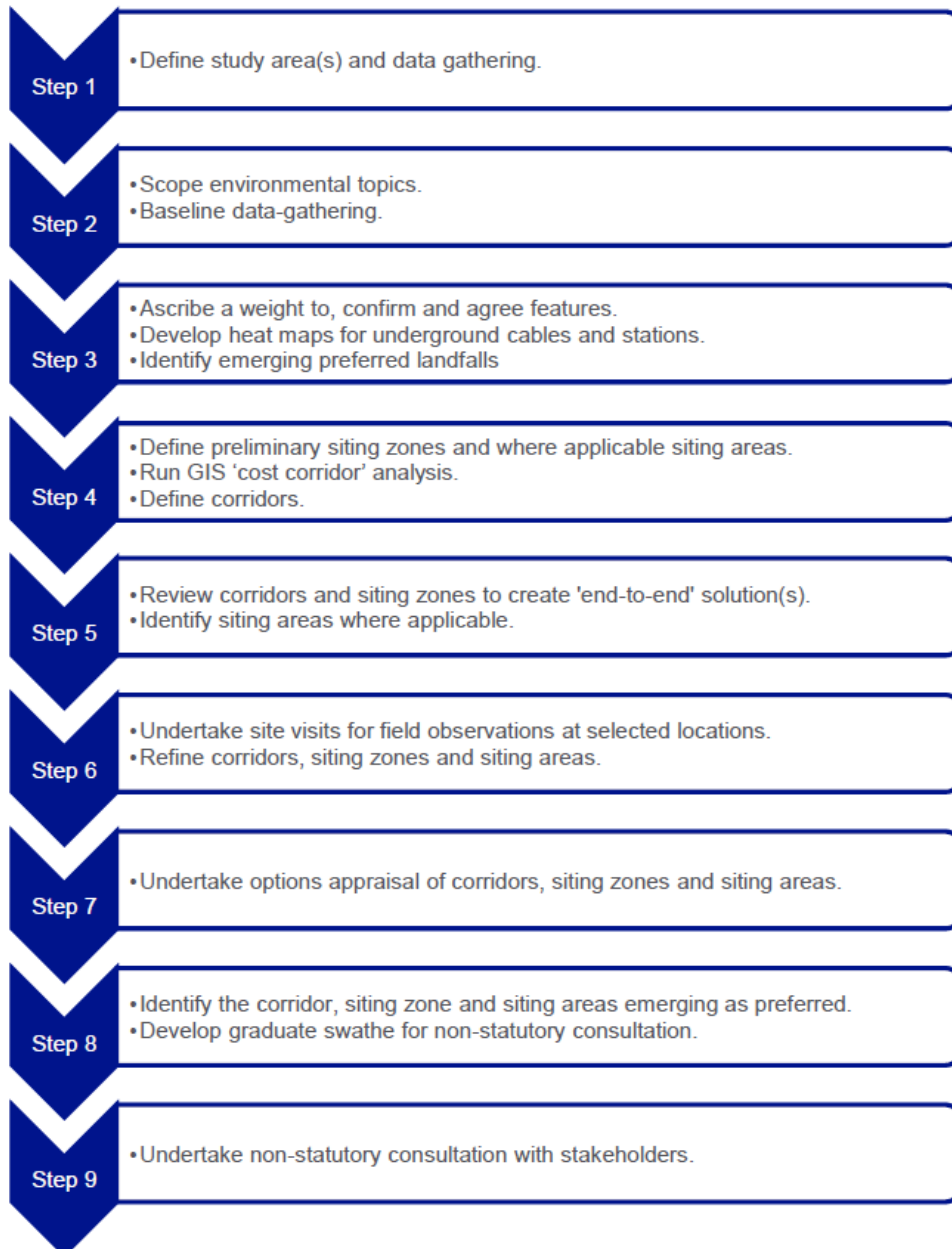 Step 1
•Define study area(s) and data gathering.
Step 2
•Scope environmental topics.
•Baseline data-gathering.
Step 3
•Ascribe a weight to, confirm and agree features.
•Develop heat maps for underground cables and stations.
•Identify emerging preferred landfalls
Step 4
•Define preliminary siting zones and where applicable siting areas.
•Run GIS ‘cost corridor’ analysis.
•Define corridors.
Step 5
•Review corridors and siting zones to create 'end-to-end' solution(s).
•Identify siting areas where applicable.
Step 6
•Undertake site visits for field observations at selected locations.
•Refine corridors, siting zones and siting areas.
Step 7
•Undertake options appraisal of corridors, siting zones and siting areas.
Step 8
•Identify the corridor, siting zone and siting areas emerging as preferred.
•Develop graduate swathe for non-statutory consultation.
Step 9
•Undertake non-statutory consultation with stakeholders.